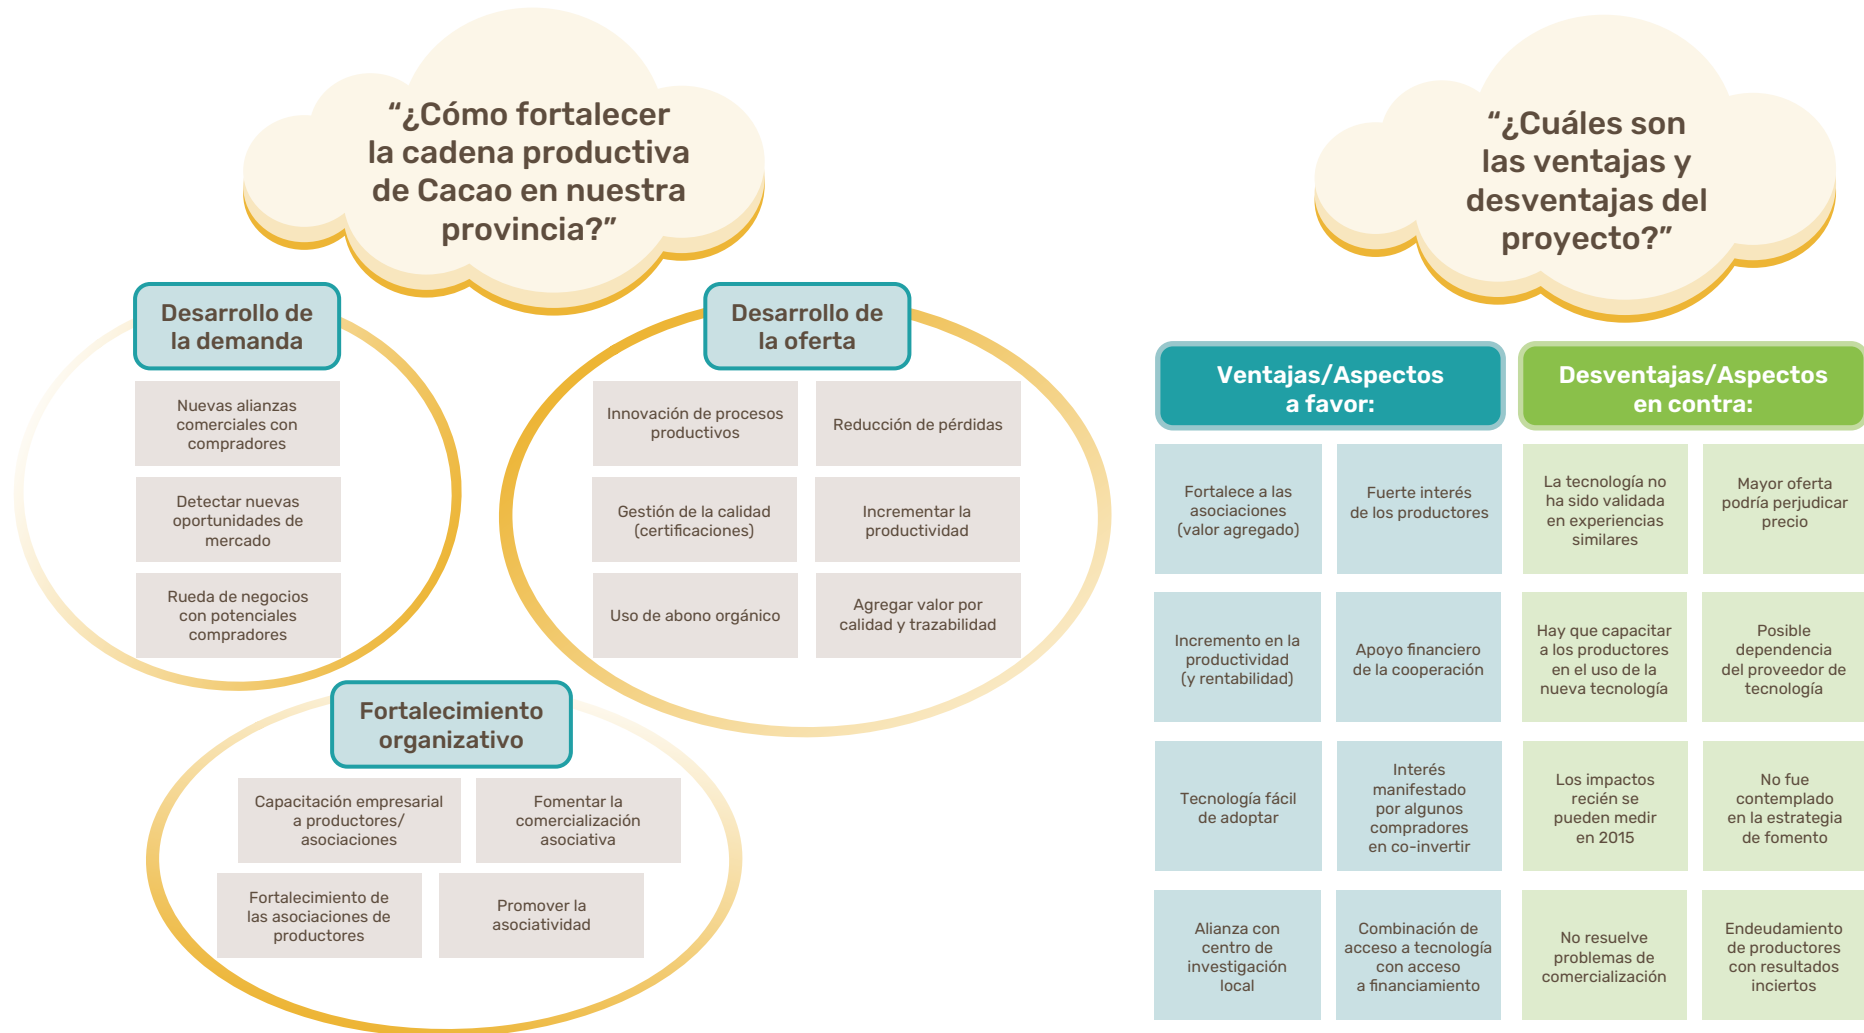 “¿Cómo fortalecer
la cadena productiva
de Cacao en nuestra
provincia?”
Desarrollo de
la demanda
Nuevas alianzas
comerciales con
compradores
Detectar nuevas
oportunidades de
mercado
Rueda de negocios
con potenciales
compradores
Desarrollo de
la oferta
Innovación de procesos
productivos
Reducción de pérdidas
Gestión de la calidad
(certificaciones)
Incrementar la
productividad
Uso de abono orgánico
Agregar valor por
calidad y trazabilidad
Fortalecimiento
organizativo
Capacitación empresarial
a productores/
asociaciones
Fomentar la
comercialización
asociativa
Fortalecimiento de
las asociaciones de
productores
Promover la
asociatividad
“¿Cuáles son
las ventajas y
desventajas del
proyecto?”
Ventajas/Aspectos
a favor:
Desventajas/Aspectos
en contra:
Fortalece a las
asociaciones
(valor agregado)
Fuerte interés
de los productores
La tecnología no
ha sido validada
en experiencias
similares
Mayor oferta
podría perjudicar
precio
Incremento en la
productividad
(y rentabilidad)
Apoyo financiero
de la cooperación
Hay que capacitar
a los productores
en el uso de la
nueva tecnología
Posible
dependencia
del proveedor de
tecnología
Tecnología fácil
de adoptar
Interés
manifestado
por algunos
compradores
en co-invertir
Los impactos
recién se
pueden medir
en 2015
No fue
contemplado
en la estrategia
de fomento
Alianza con
centro de
investigación
local
Combinación de
acceso a tecnología
con acceso
a financiamiento
No resuelve
problemas de
comercialización
Endeudamiento
de productores
con resultados
inciertos